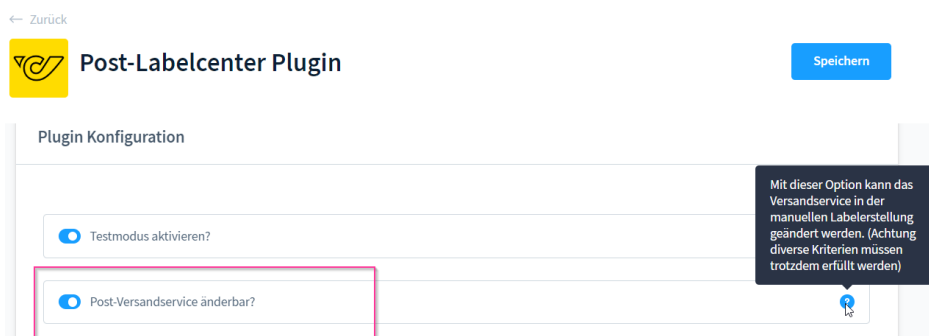 ← Zurück
Post-Labelcenter Plugin
Speichern
Plugin Konfiguration
Mit dieser Option kann das
Versandservice in der
manuellen Labelerstellung
geändert werden. (Achtung
diverse Kriterien müssen
trotzdem erfüllt werden)
Testmodus aktivieren?
Post-Versandservice änderbar?
?